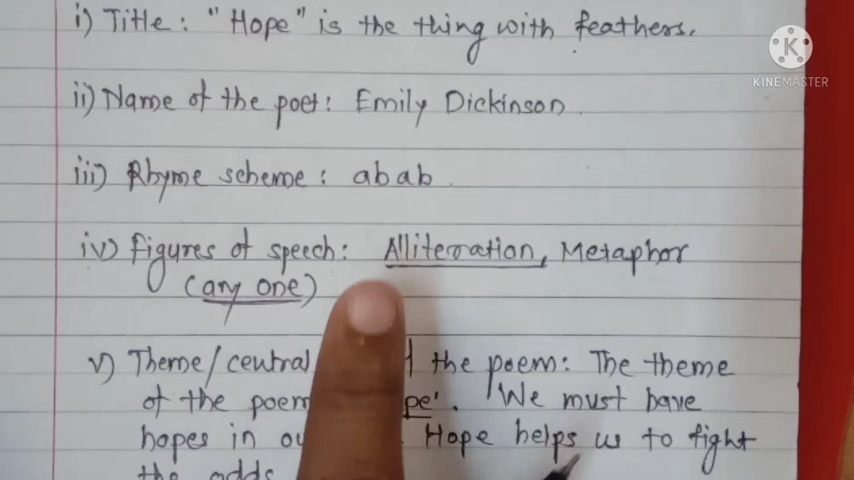 i) Title: "Hope" is the thing with feathers.
KINEMASTER
ii) Name of the poet: Emily Dickinson.
iii) Rhyme scheme: abab.
iv) Figures of speech: Alliteration, Metaphor
(any one)
v) Theme/central the poem: The theme
of the poem 'We must have
hopes in Hope helps us to fight
the odds